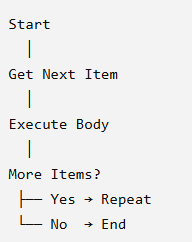 Start
│
Get Next Item
│
Execute Body
│
More Items?
├── Yes → Repeat
└── No → End